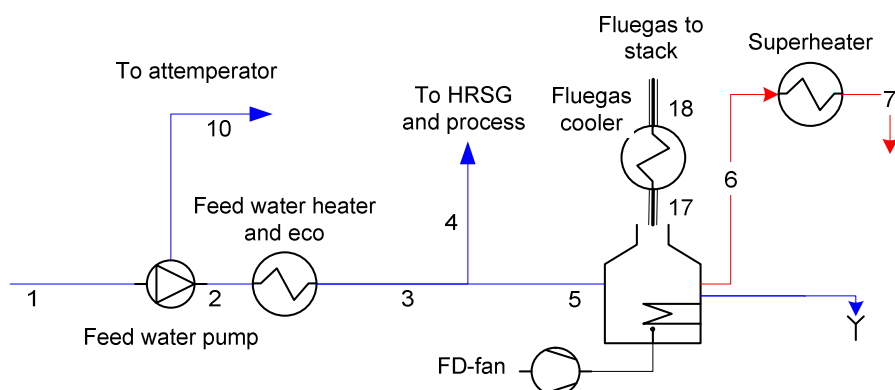 Fluegas to
stack
Superheater
To attemperator
To HRSG
and process
Fluegas
cooler
18
7
10
6
Feed water heater
and eco
4
17
1
2
3
5
Feed water pump
FD-fan